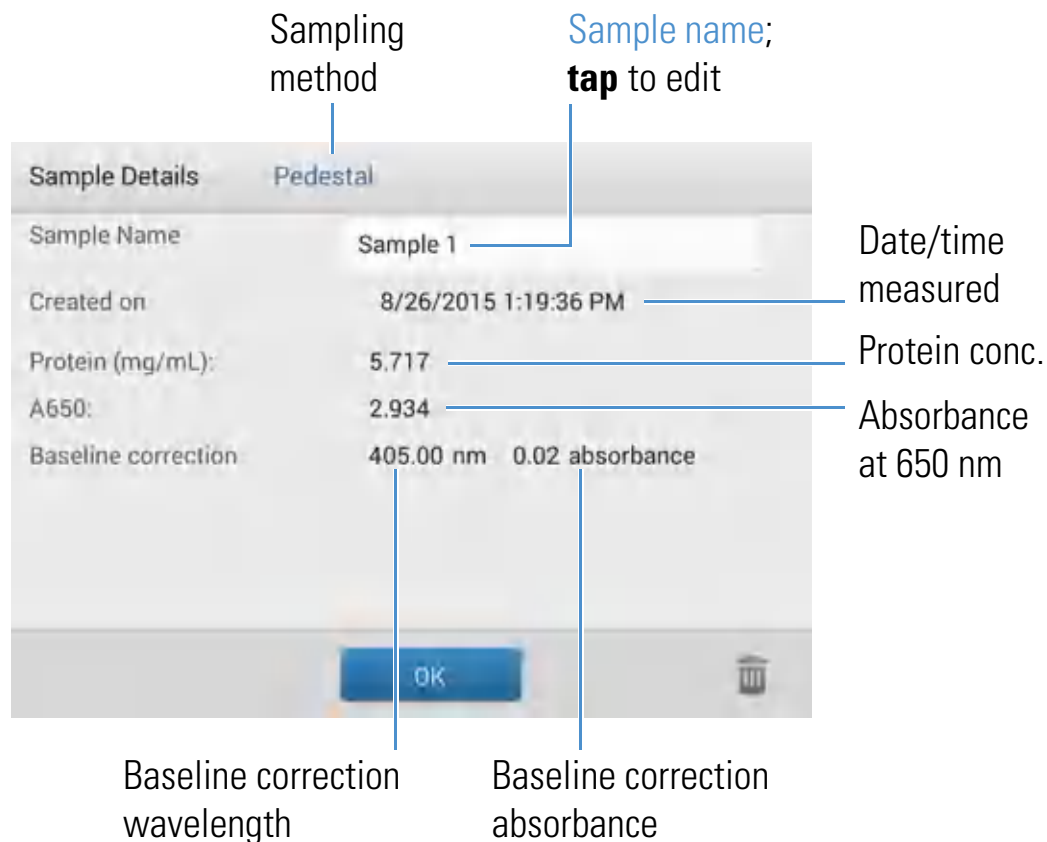 Sampling
method
Sample name;
tap to edit
Sample Details Pedestal
Sample Name Sample 1
Created on 8/26/2015 1:19:36 PM
Date/time
measured
Protein (mg/mL): 5.717
Protein conc.
A650: 2.934
Absorbance
at 650 nm
Baseline correction 405.00 nm 0.02 absorbance
OK
Baseline correction
wavelength
Baseline correction
absorbance